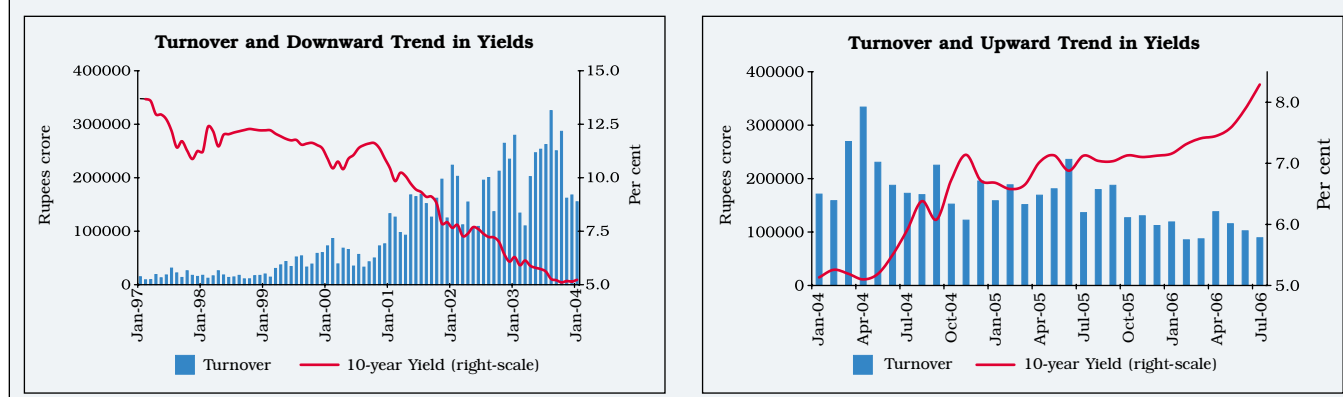 Turnover and Downward Trend in Yields
400000
300000
200000
100000
0
Rupees crore
15.0
12.5
10.0
7.5
5.0
Per cent
Jan-97
Jan-98
Jan-99
Jan-00
Jan-01
Jan-02
Jan-03
Jan-04
Turnover
10-year Yield (right-scale)
Turnover and Upward Trend in Yields
400000
300000
200000
100000
0
Rupees crore
8.0
7.0
6.0
5.0
Per cent
Jan-04
Apr-04
Jul-04
Oct-04
Jan-05
Apr-05
Jul-05
Oct-05
Jan-06
Apr-06
Jul-06
Turnover
10-year Yield (right-scale)